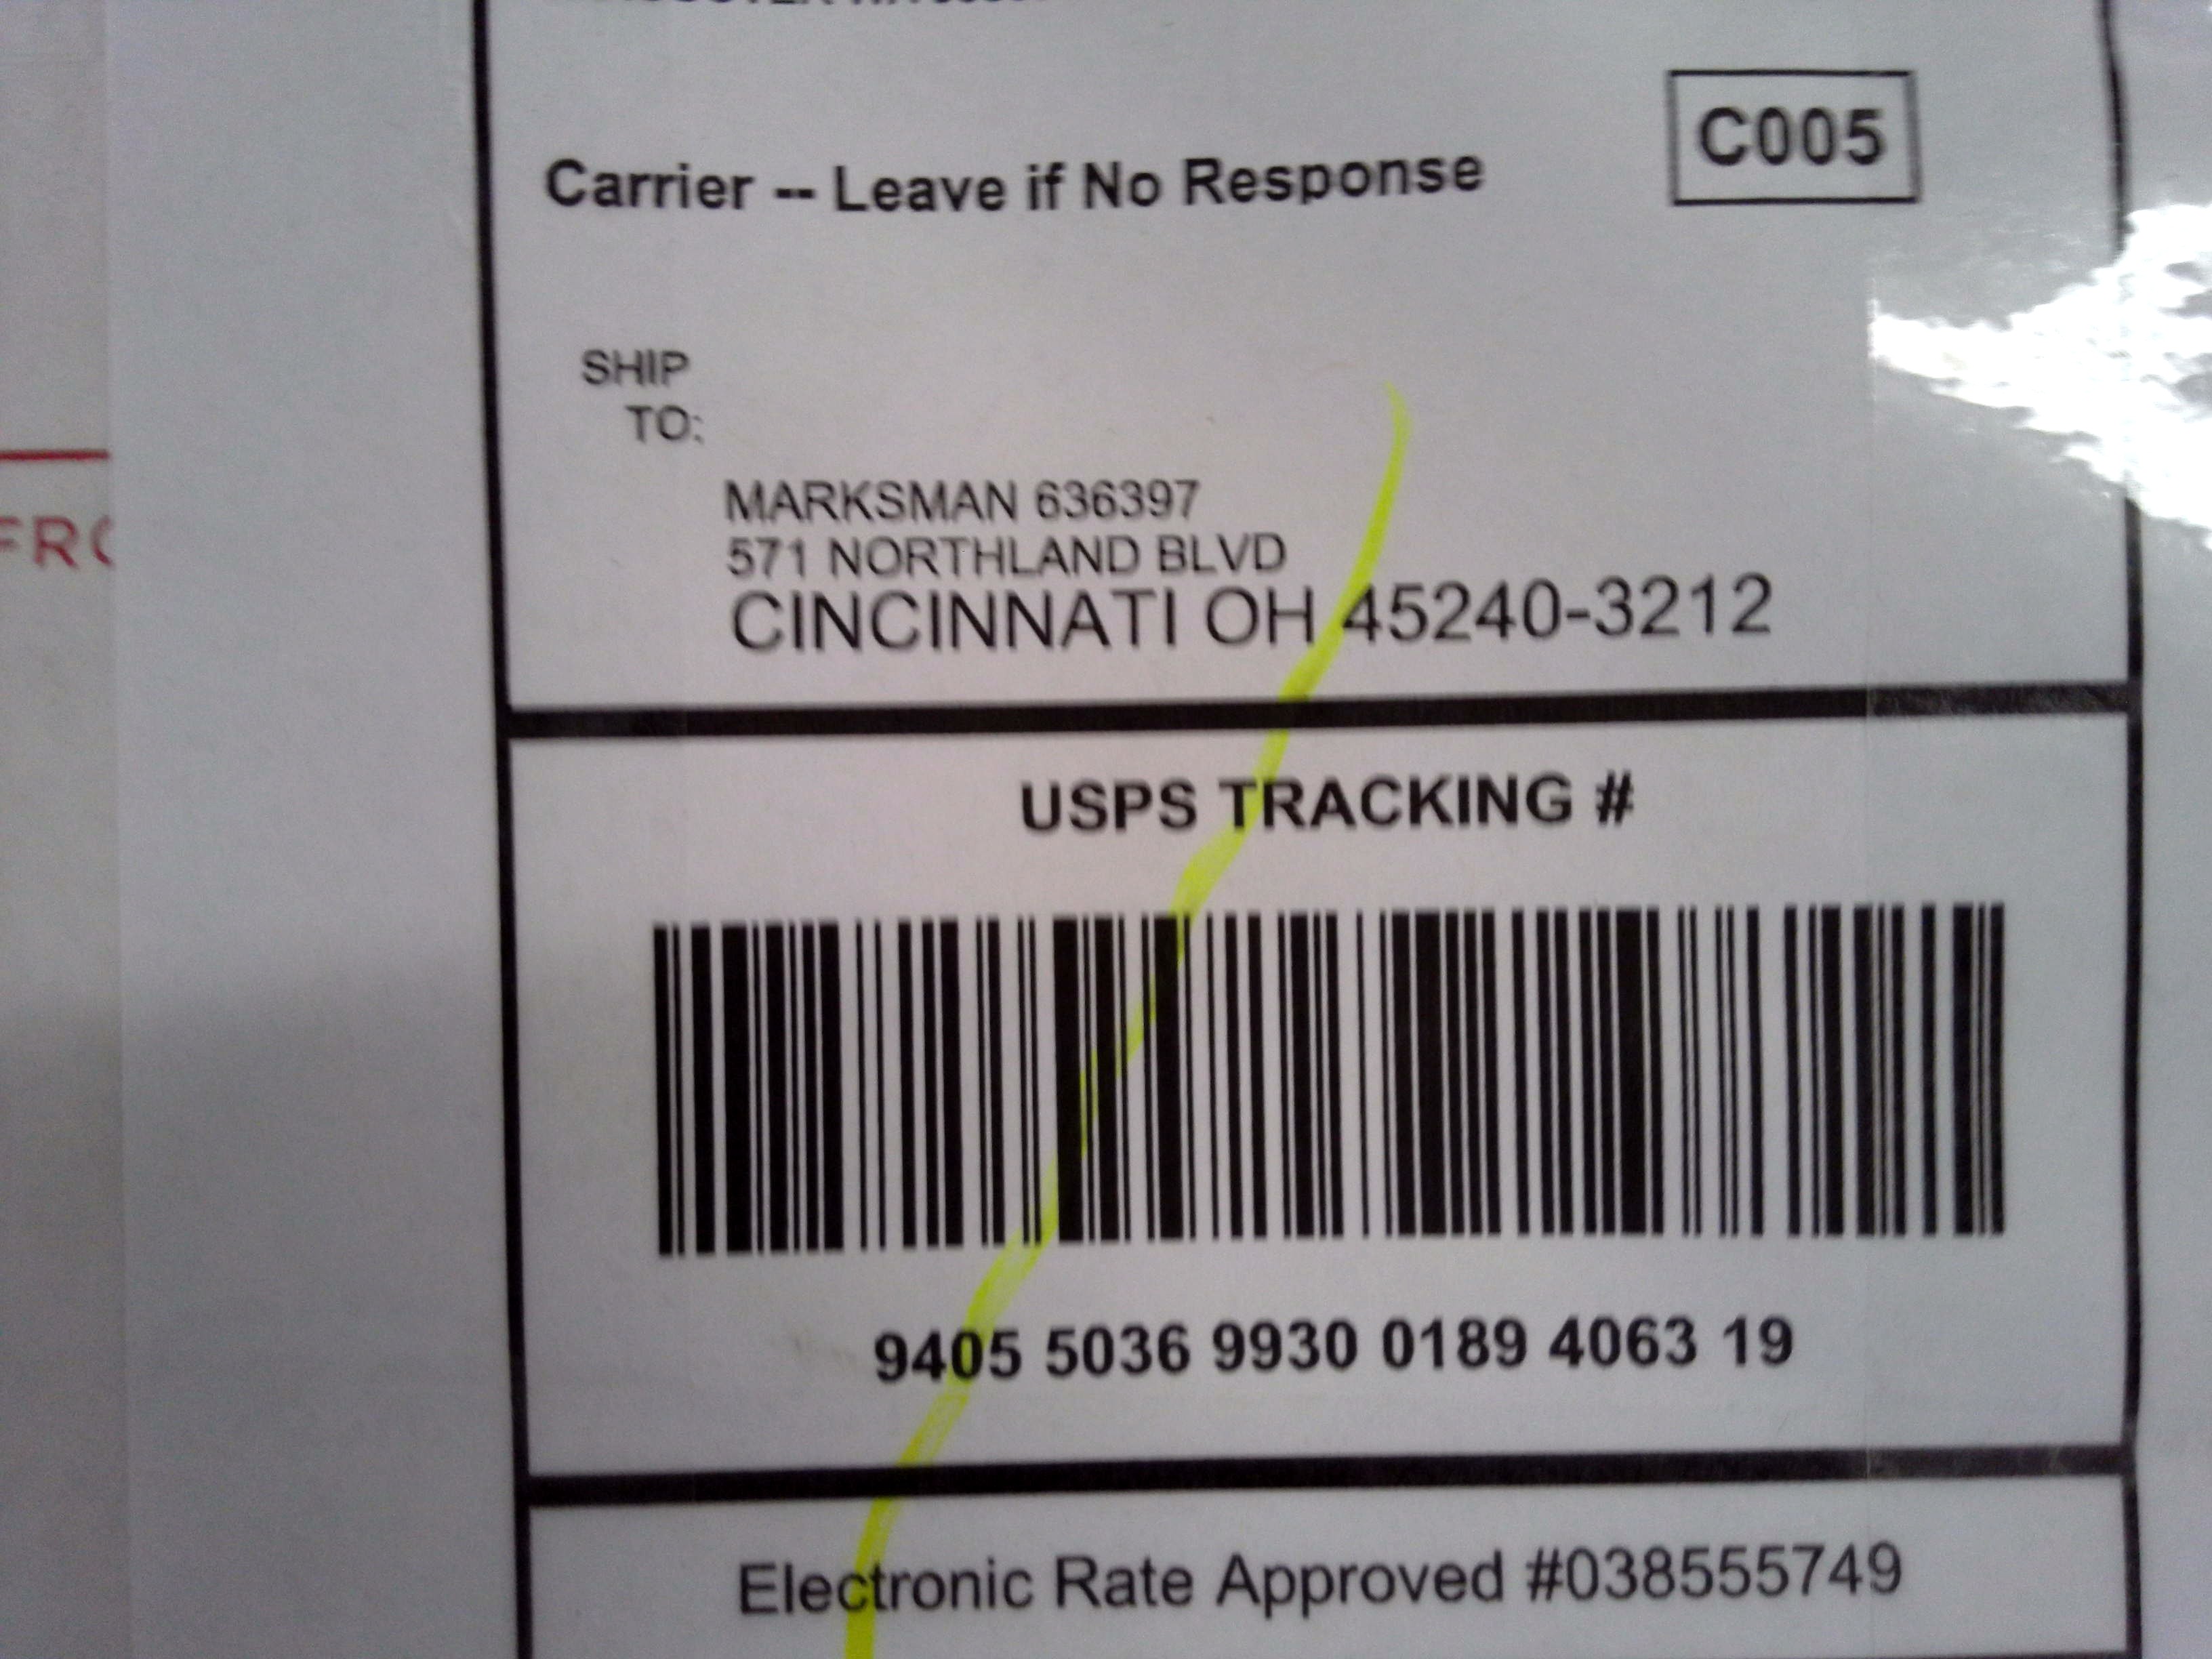 C005
Carrier -- Leave if No Response
SHIP
TO:
MARKSMAN 636397
571 NORTHLAND BLVD
CINCINNATI OH 45240-3212
USPS TRACKING #
9405 5036 9930 0189 4063 19
Electronic Rate Approved #038555749
FRO